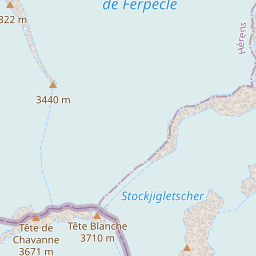 de Ferpècle
322 m
Hérens
3440 m
Stockjigletscher
Tête de
Chavanne
3671 m
Tête Blanche
3710 m